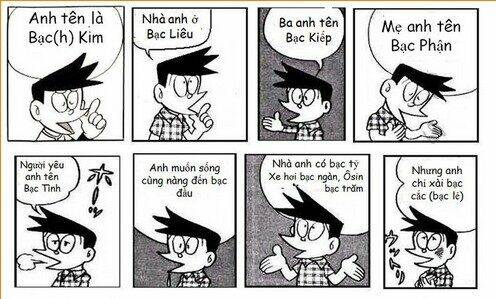 Anh tên là
Bạc(h) Kim
Nhà anh ở
Bạc Liêu
Ba anh tên
Bạc Kiếp
Mẹ anh tên
Bạc Phận
Người yêu
anh tên
Bạc Tình
Anh muốn sống
cùng nàng đến bạc
đầu
Nhà anh có bạc tỷ
Xe hơi bạc ngàn, Ôsin
bạc trăm
Nhưng anh
chỉ xài bạc
cắc (bạc lẻ)